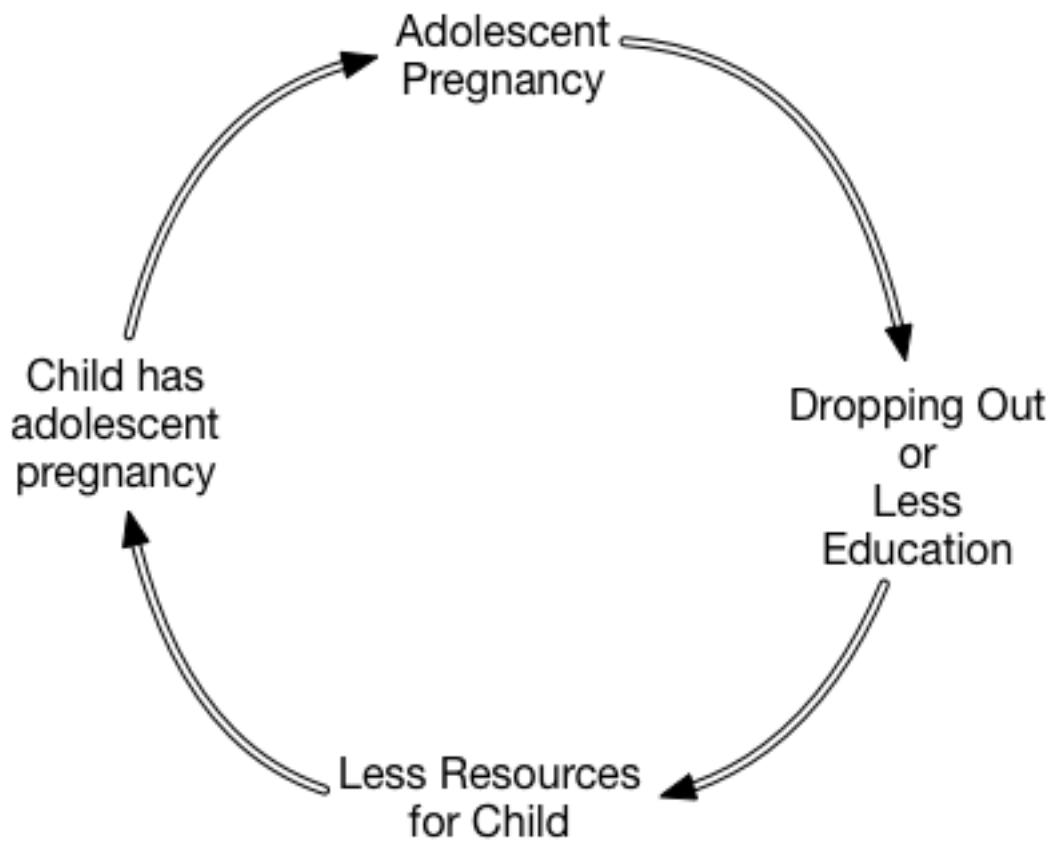 Adolescent
Pregnancy
Dropping Out
or
Less
Education
Less Resources
for Child
Child has
adolescent
pregnancy